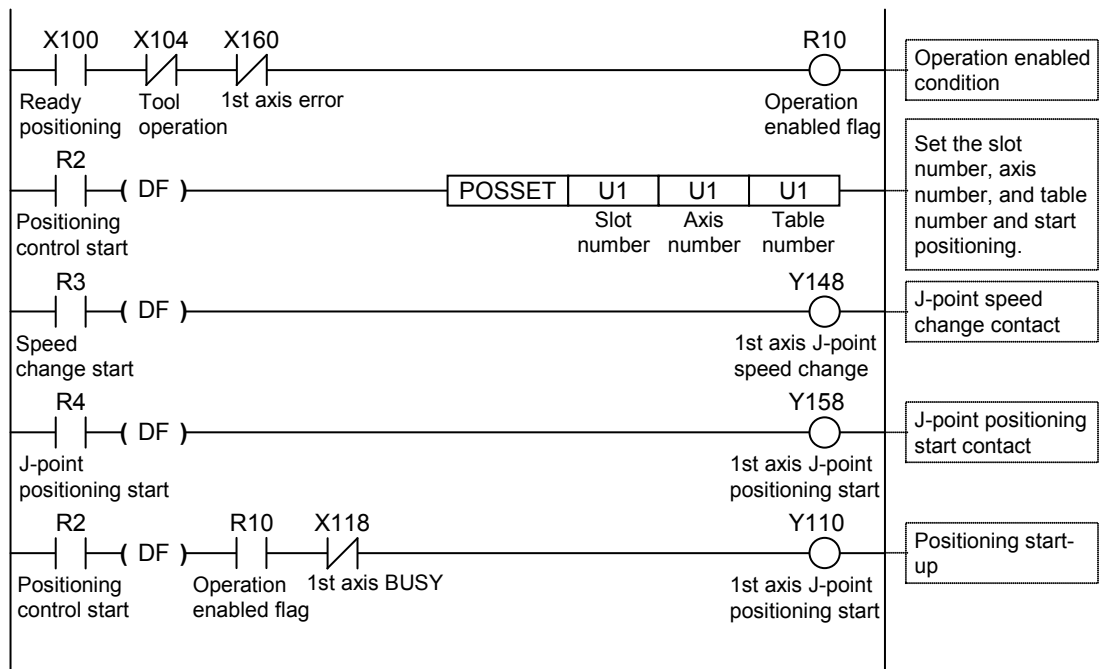 X100 X104 X160 R10
Ready positioning
Tool operation
1st axis error
Operation enabled flag
Operation enabled condition
R2
( DF )
POSSET U1 U1 U1
Positioning control start
Slot number
Axis number
Table number
Set the slot number, axis number, and table number and start positioning.
R3 Y148
( DF )
Speed change start
1st axis J-point speed change
J-point speed change contact
R4 Y158
( DF )
J-point positioning start
1st axis J-point positioning start
J-point positioning start contact
R2 R10 X118 Y110
( DF )
Positioning control start
Operation enabled flag
1st axis BUSY
1st axis J-point positioning start
Positioning start-up